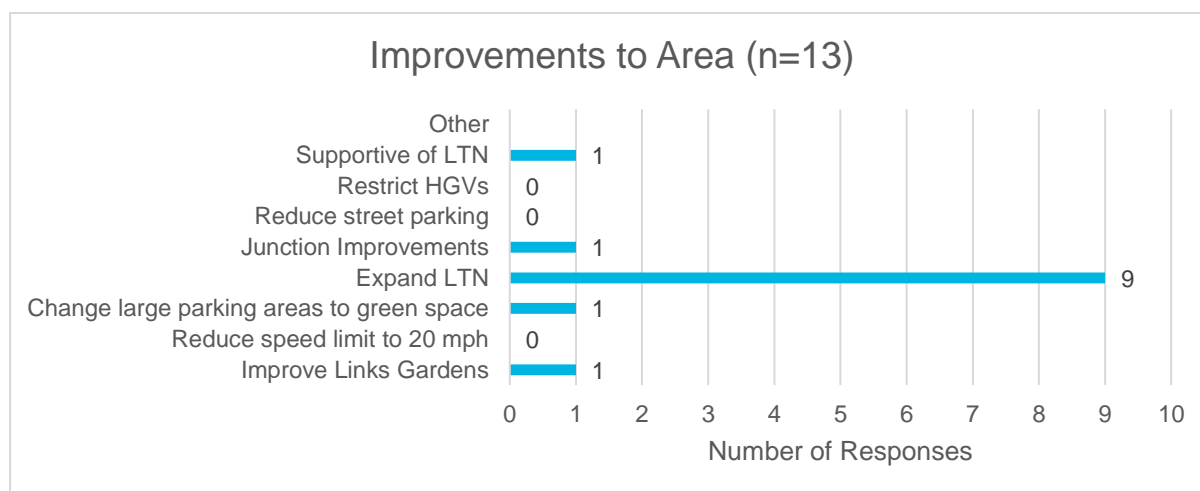 Improvements to Area (n=13)
Other
Supportive of LTN 1
Restrict HGVs 0
Reduce street parking 0
Junction Improvements 1
Expand LTN 9
Change large parking areas to green space 1
Reduce speed limit to 20 mph 0
Improve Links Gardens 1
0 1 2 3 4 5 6 7 8 9 10
Number of Responses